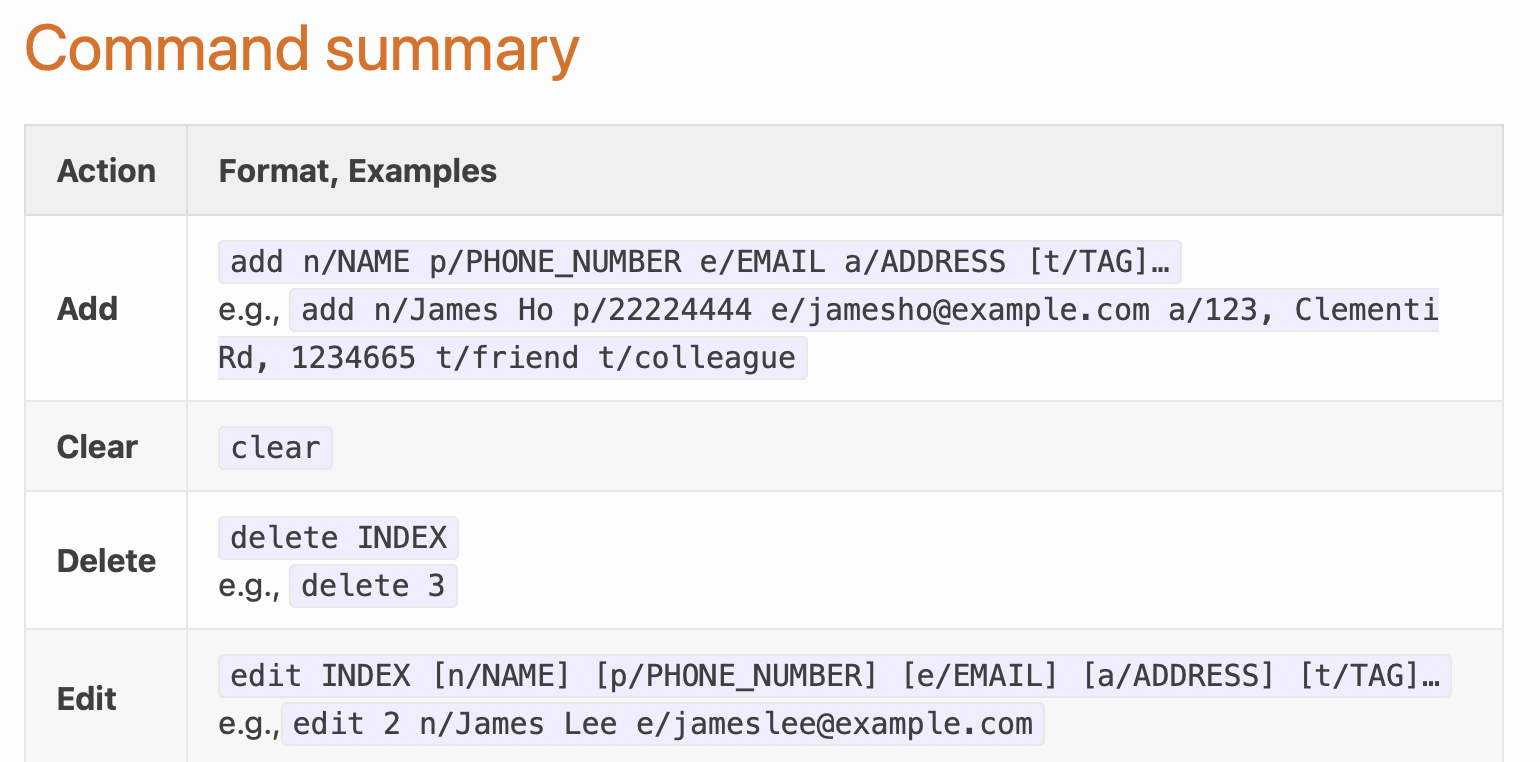 Command summary
Action
Format, Examples
Add
add n/NAME p/PHONE_NUMBER e/EMAIL a/ADDRESS [t/TAG]…
e.g., add n/James Ho p/22224444 e/jamesho@example.com a/123, Clementi
Rd, 1234665 t/friend t/colleague
Clear
clear
Delete
delete INDEX
e.g., delete 3
Edit
edit INDEX [n/NAME] [p/PHONE_NUMBER] [e/EMAIL] [a/ADDRESS] [t/TAG]…
e.g., edit 2 n/James Lee e/jameslee@example.com